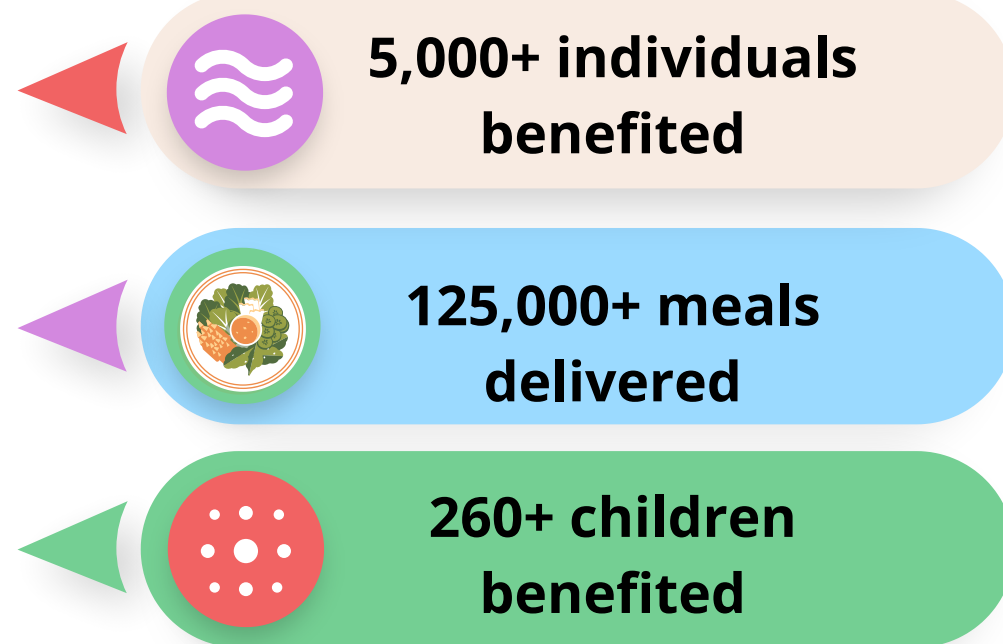 5,000+ individuals
benefited
125,000+ meals
delivered
260+ children
benefited